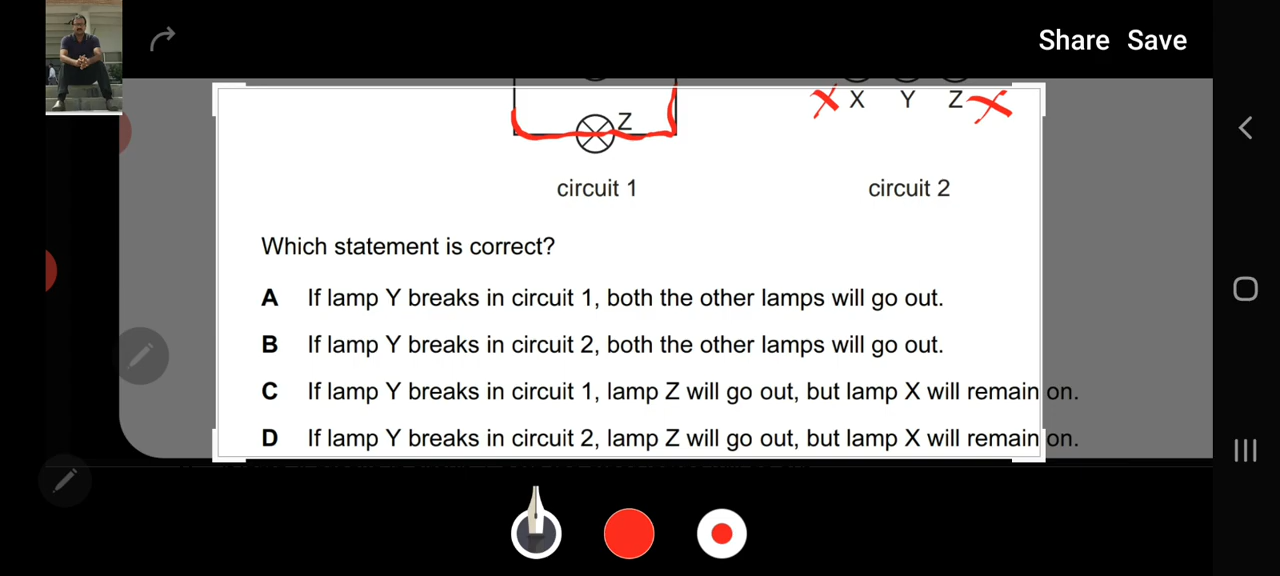 Share Save
X Y Z
Z
circuit 1 circuit 2
Which statement is correct?
A If lamp Y breaks in circuit 1, both the other lamps will go out.
B If lamp Y breaks in circuit 2, both the other lamps will go out.
C If lamp Y breaks in circuit 1, lamp Z will go out, but lamp X will remain on.
D If lamp Y breaks in circuit 2, lamp Z will go out, but lamp X will remain on.